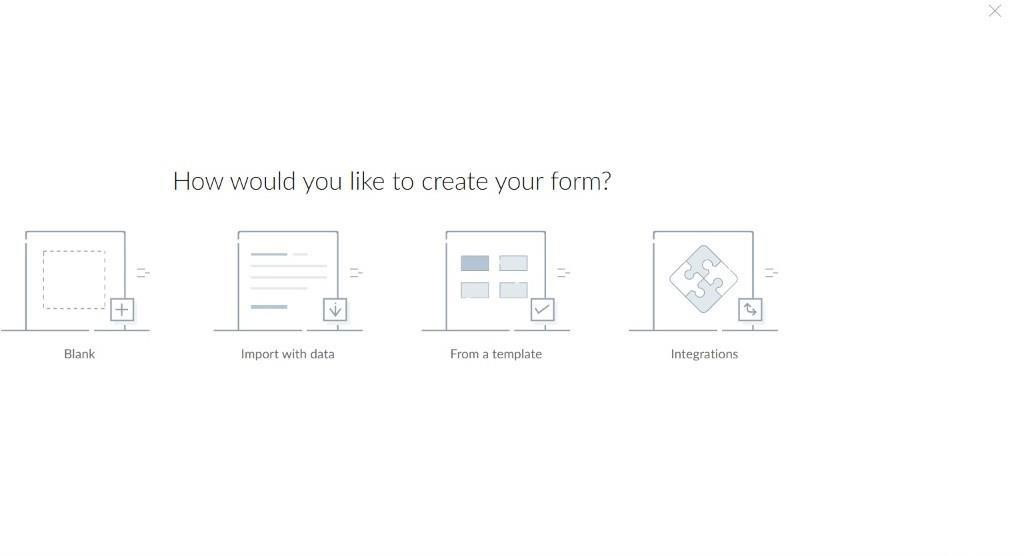 How would you like to create your form?
Blank
Import with data
From a template
Integrations